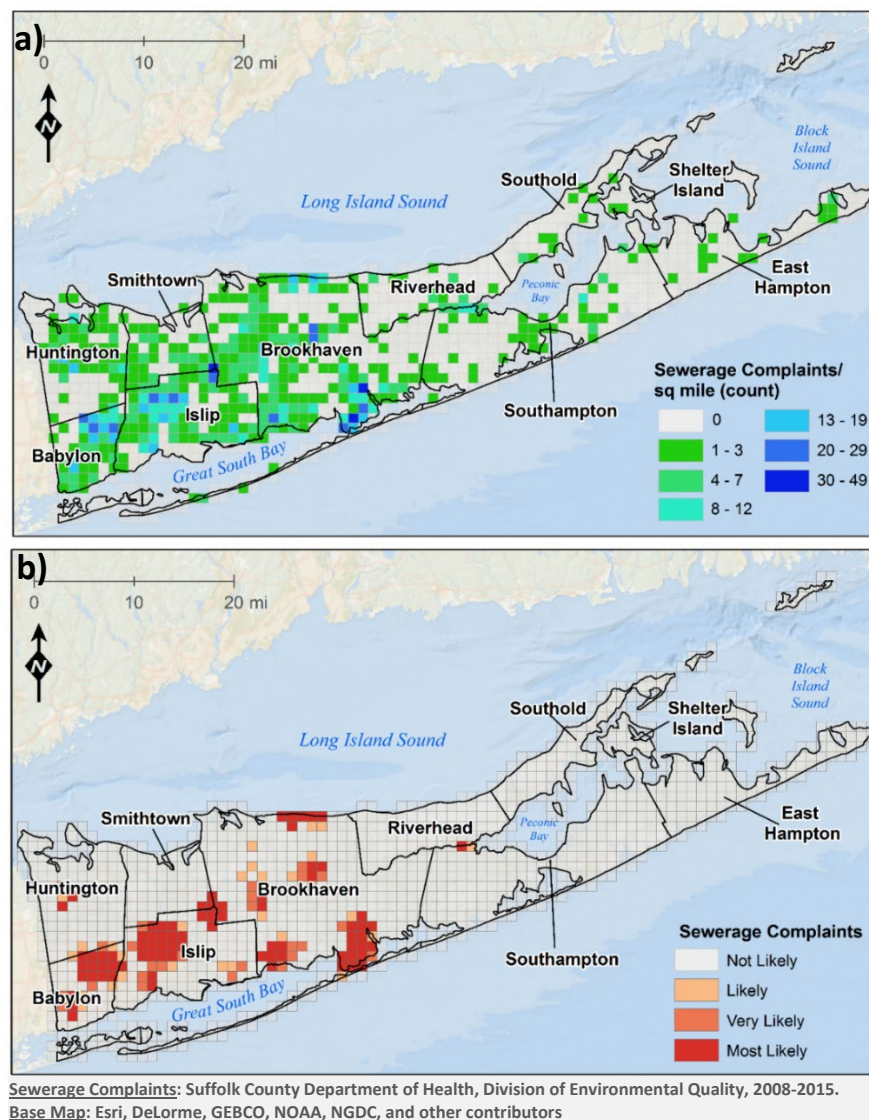 a)
0 10 20 mi
N
Block
Island
Sound
Shelter
Island
Southold
Long Island Sound
Smithtown
Riverhead
Peconic
Bay
East
Hampton
Huntington
Brookhaven
Islip
Southampton
Babylon
Great South Bay
Sewerage Complaints/
sq mile (count)
0
1 - 3
4 - 7
8 - 12
13 - 19
20 - 29
30 - 49
b)
0 10 20 mi
N
Block
Island
Sound
Shelter
Island
Southold
Long Island Sound
Smithtown
Riverhead
Peconic
Bay
East
Hampton
Huntington
Brookhaven
Islip
Southampton
Babylon
Great South Bay
Sewerage Complaints
Not Likely
Likely
Very Likely
Most Likely
Sewerage Complaints: Suffolk County Department of Health, Division of Environmental Quality, 2008-2015.
Base Map: Esri, DeLorme, GEBCO, NOAA, NGDC, and other contributors